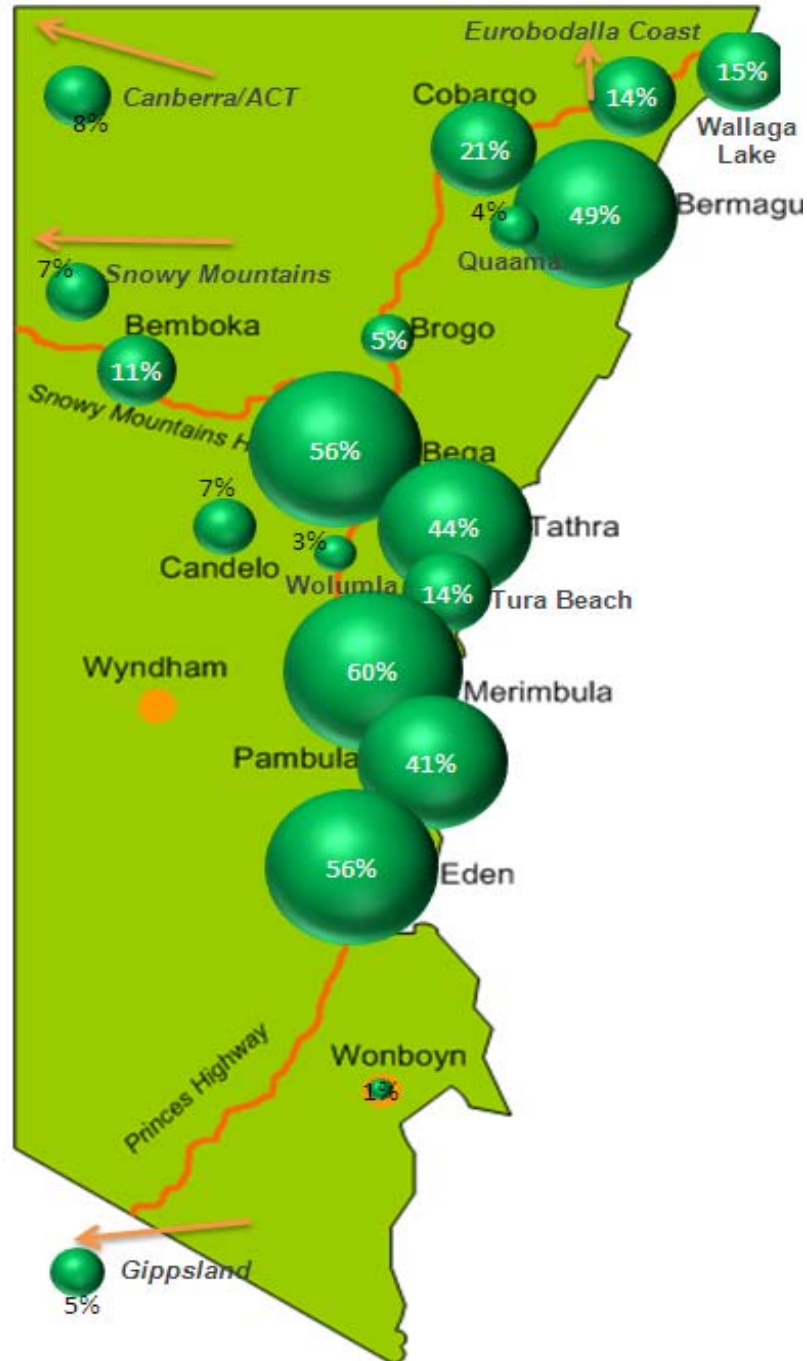 Eurobodalla Coast
Canberra/ACT
8%
Cobargo
14%
15%
Wallaga
Lake
21%
4%
49%
Bermagu
Quaama
7%
Snowy Mountains
Bemboka
11%
5%
Brogo
Snowy Mountains H
56%
Bega
7%
Candelo
3%
Wolumla
44%
Tathra
14%
Tura Beach
Wyndham
60%
Merimbula
Pambula
41%
56%
Eden
Princes Highway
Wonboyn
1%
Gippsland
5%